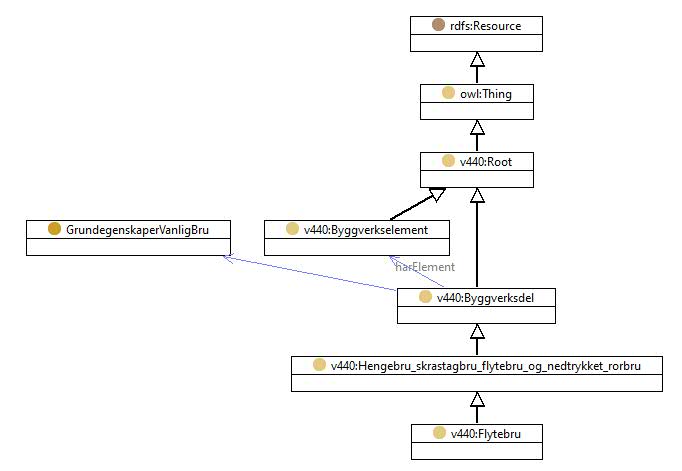 rdfs:Resource
owl:Thing
v440:Root
GrundegenskaperVanligBru
v440:Byggverkselement
harElement
v440:Byggverksdel
v440:Hengebru_skrastagbru_flytebru_og_nedtrykket_rorbru
v440:Flytebru